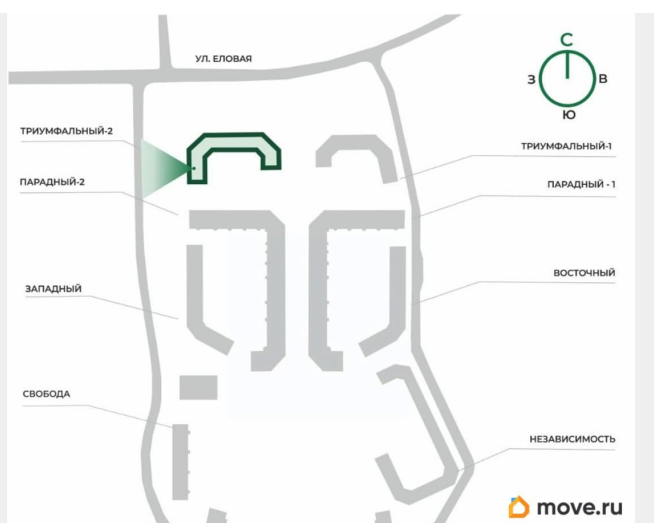 УЛ. ЕЛОВАЯ
С
З
В
Ю
ТРИУМФАЛЬНЫЙ-2
ТРИУМФАЛЬНЫЙ-1
ПАРАДНЫЙ-2
ПАРАДНЫЙ - 1
ВОСТОЧНЫЙ
ЗАПАДНЫЙ
СВОБОДА
НЕЗАВИСИМОСТЬ
move.ru